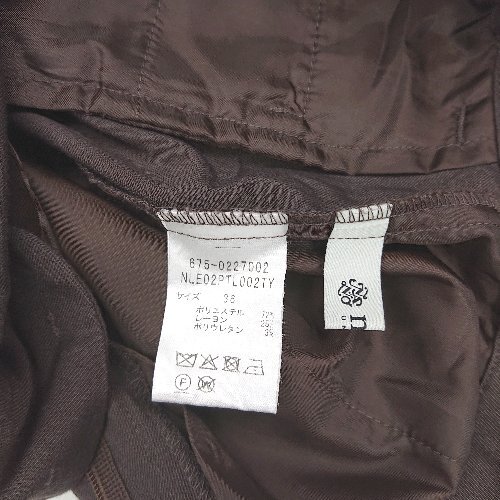 675-0227002
NLE02PTL002TY
サイズ 36
ポリエステル
レーヨン
ポリウレタン
F W
n
U N